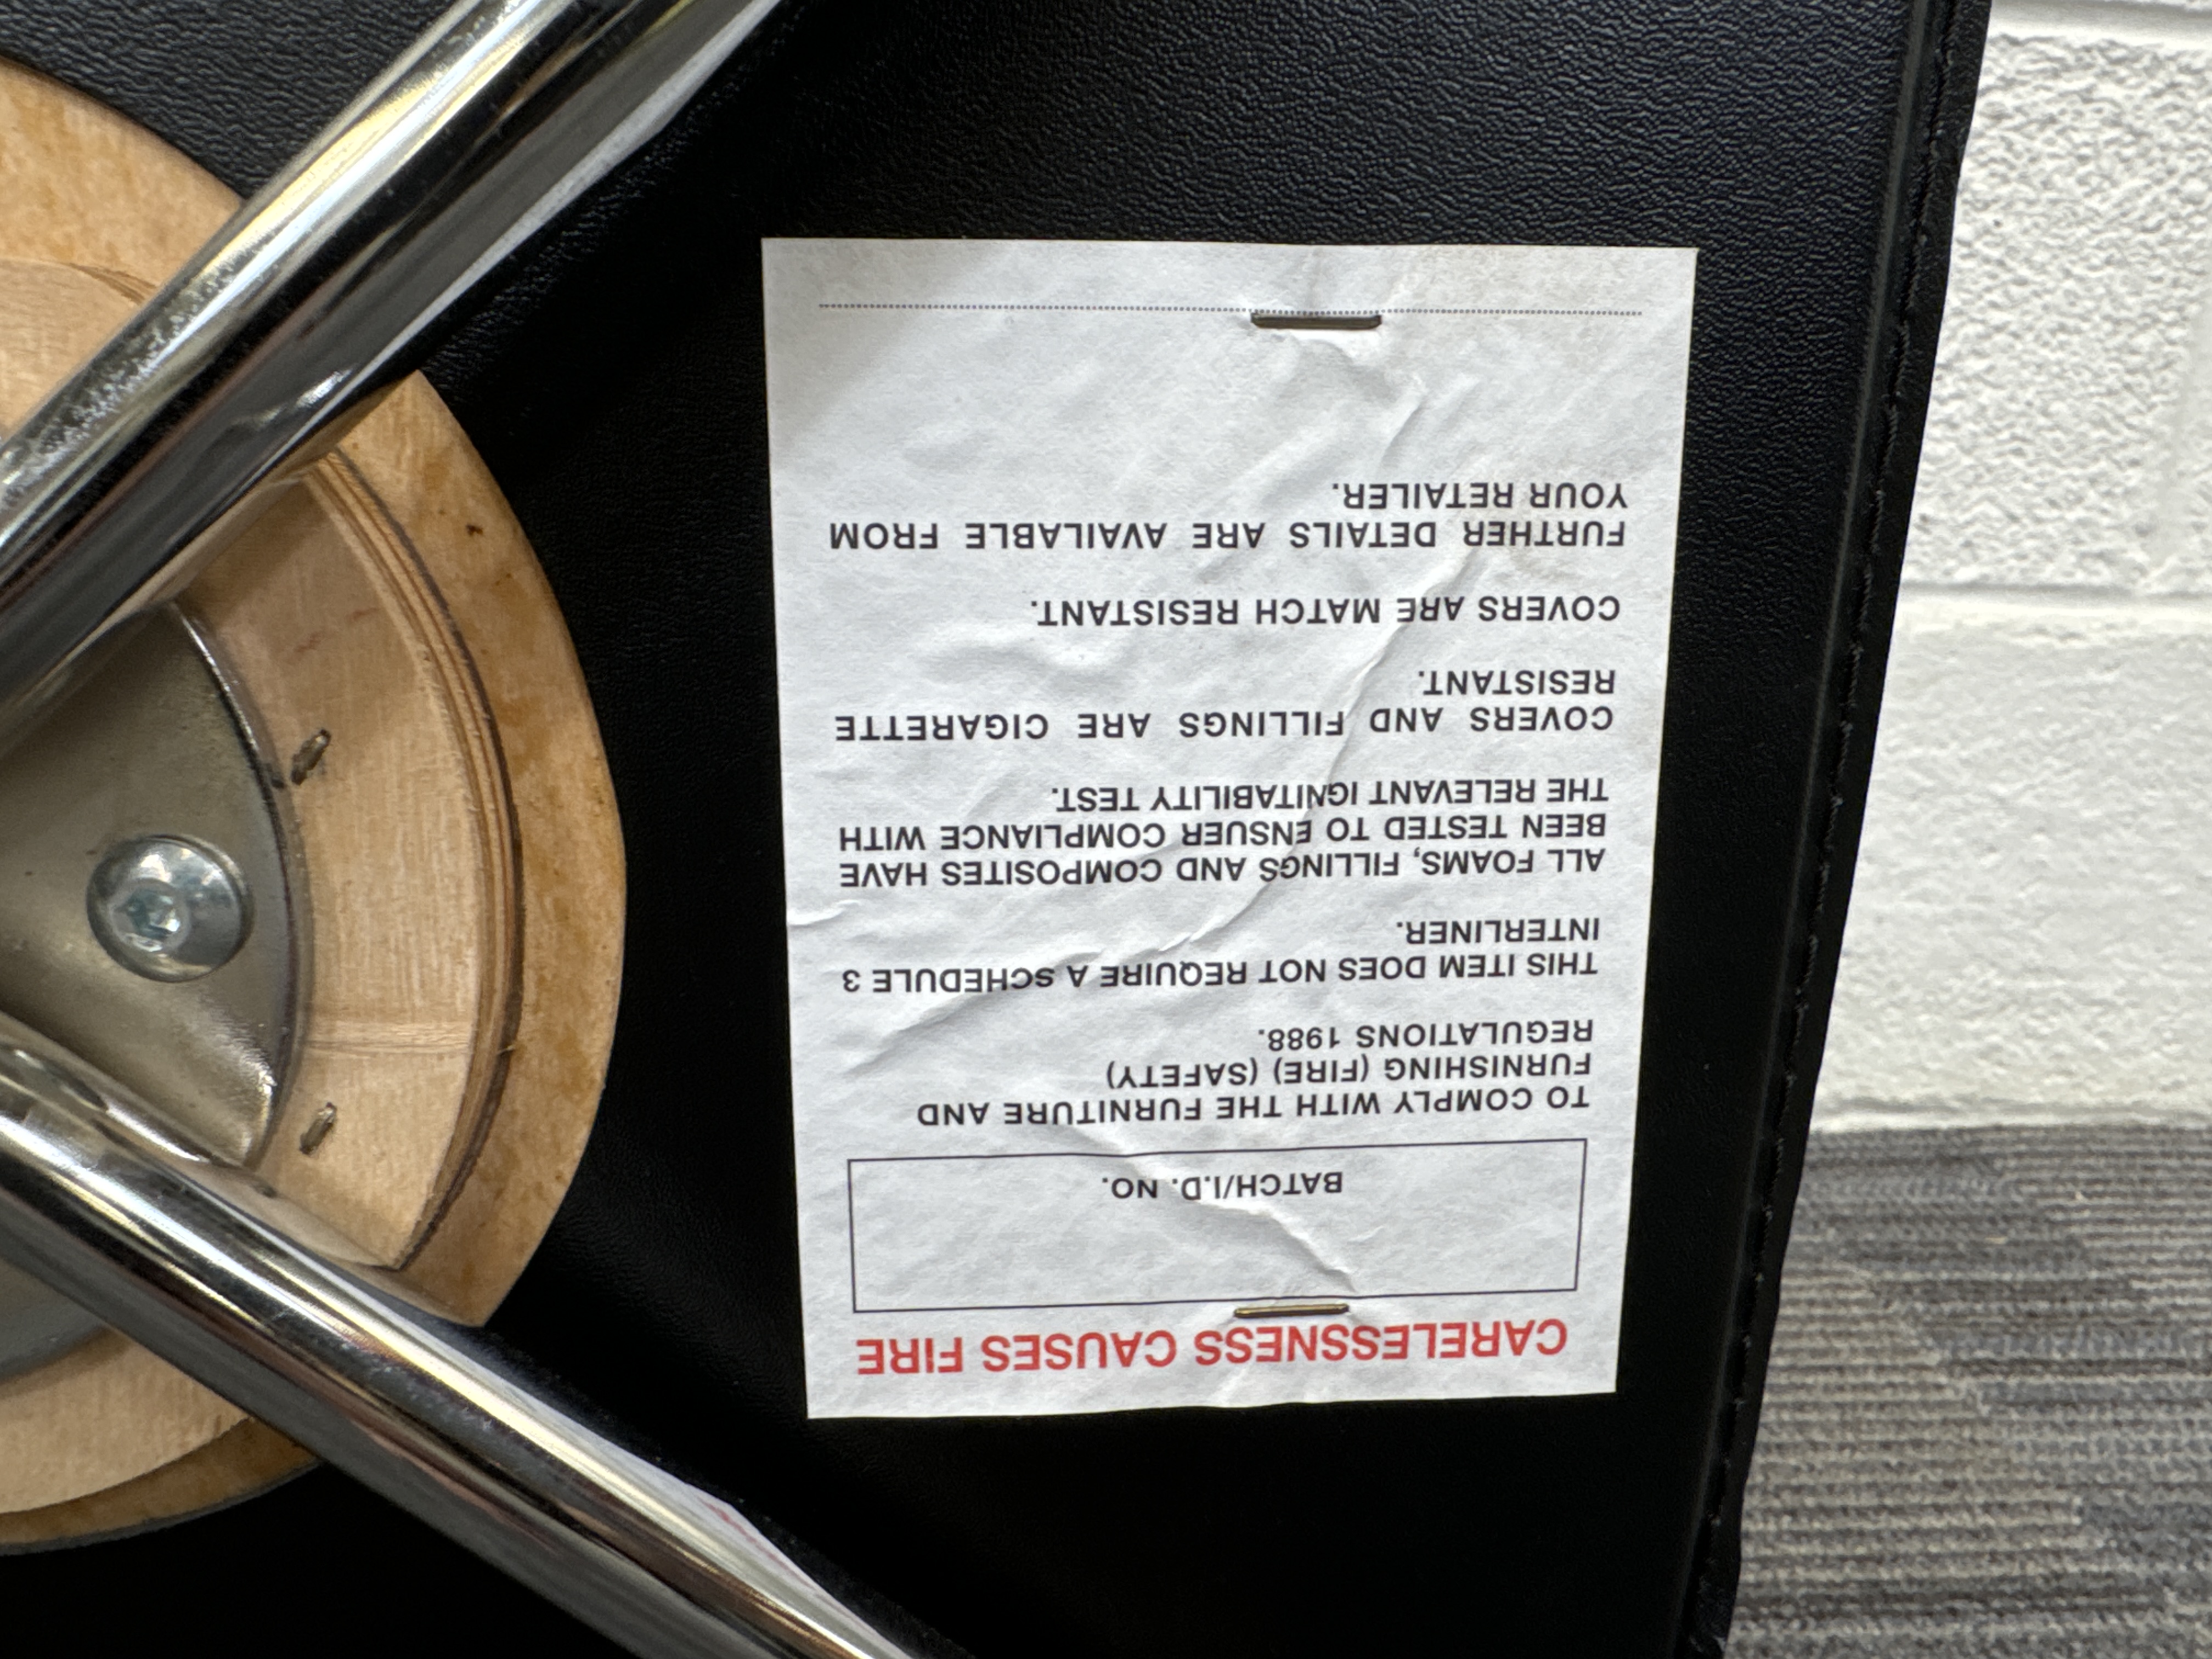 CARELESSNESS CAUSES FIRE
BATCH/I.D. NO.
TO COMPLY WITH THE FURNITURE AND
FURNISHING (FIRE) (SAFETY)
REGULATIONS 1988.
THIS ITEM DOES NOT REQUIRE A SCHEDULE 3
INTERLINER.
ALL FOAMS, FILLINGS AND COMPOSITES HAVE
BEEN TESTED TO ENSUER COMPLIANCE WITH
THE RELEVANT IGNITABILITY TEST.
COVERS AND FILLINGS ARE CIGARETTE
RESISTANT.
COVERS ARE MATCH RESISTANT.
FURTHER DETAILS ARE AVAILABLE FROM
YOUR RETAILER.